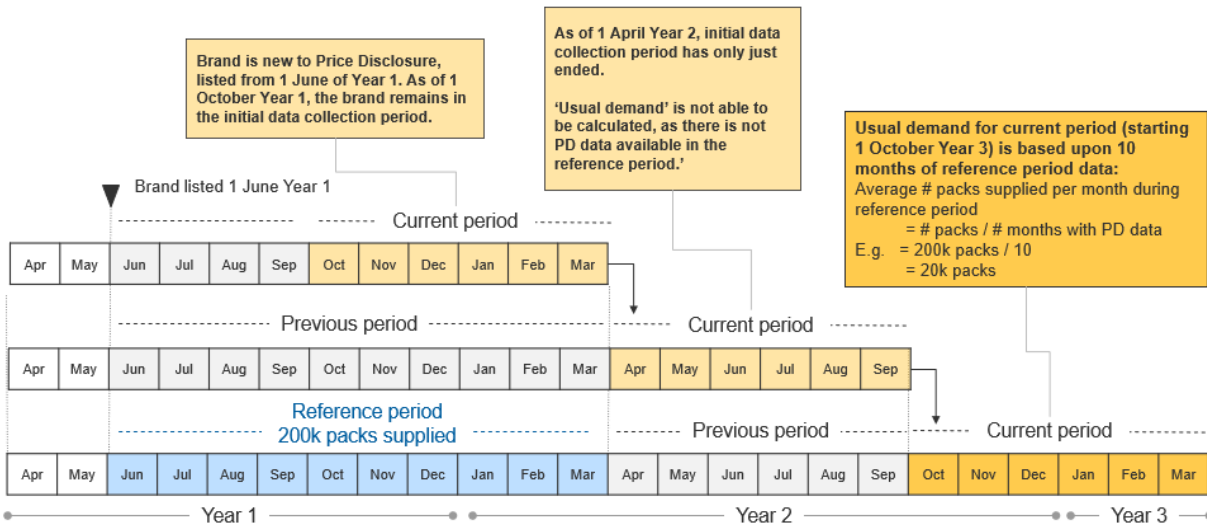 Brand is new to Price Disclosure,
listed from 1 June of Year 1. As of 1
October Year 1, the brand remains in
the initial data collection period.
As of 1 April Year 2, initial data
collection period has only just
ended.
‘Usual demand’ is not able to
be calculated, as there is not
PD data available in the
reference period.’
Usual demand for current period (starting
1 October Year 3) is based upon 10
months of reference period data:
Average # packs supplied per month during
reference period
= # packs / # months with PD data
E.g. = 200k packs / 10
= 20k packs
Brand listed 1 June Year 1
Current period
Apr May Jun Jul Aug Sep Oct Nov Dec Jan Feb Mar
Previous period Current period
Apr May Jun Jul Aug Sep Oct Nov Dec Jan Feb Mar Apr May Jun Jul Aug Sep
Reference period
200k packs supplied
Previous period Current period
Apr May Jun Jul Aug Sep Oct Nov Dec Jan Feb Mar Apr May Jun Jul Aug Sep Oct Nov Dec Jan Feb Mar
Year 1 Year 2 Year 3